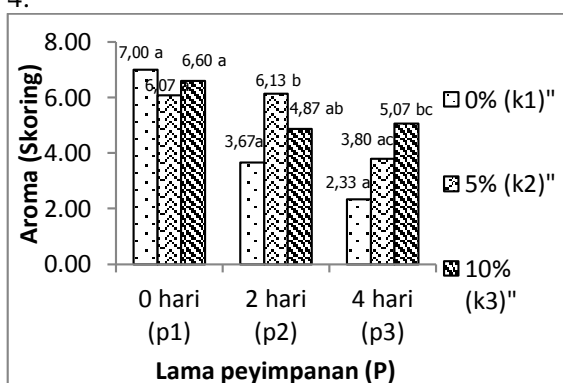 4.
8.00
6.00
4.00
2.00
0.00
Aroma (Skoring)
7,00 a
6,07
6,60 a
3,67a
6,13 b
4,87 ab
2,33 a
3,80 ac
5,07 bc
0 hari
(p1)
2 hari
(p2)
4 hari
(p3)
Lama peyimpanan (P)
0% (k1)"
5% (k2)"
10%
(k3)"